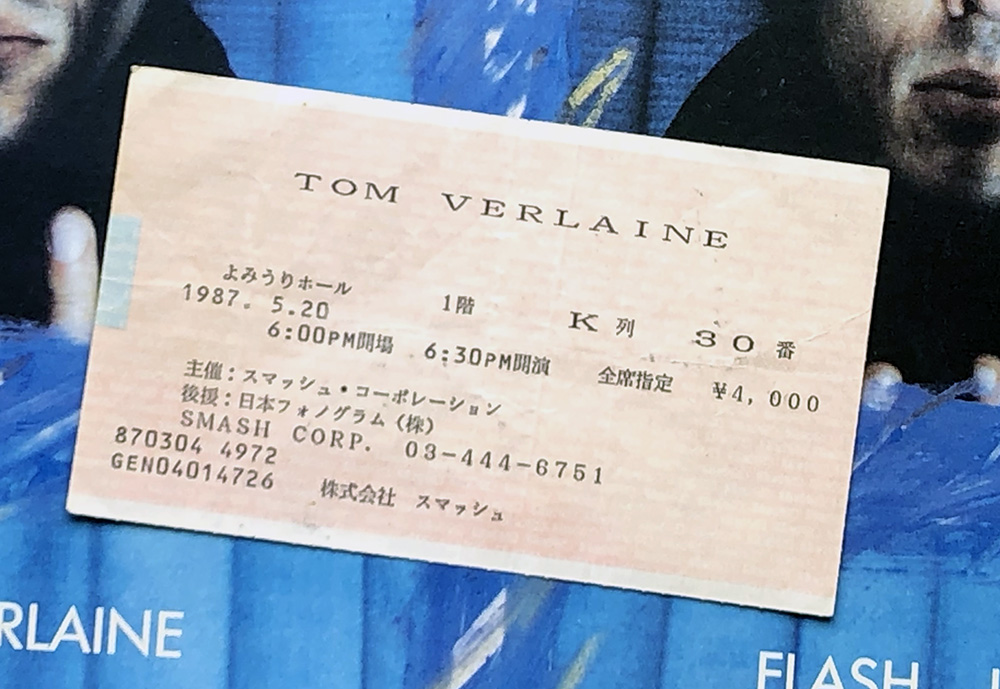 TOM VERLAINE
よみうりホール 1階 K列 30番
1987. 5.20
6:00PM開場 6:30PM開演 全席指定 ¥4,000
主催：スマッシュ・コーポレーション
後援：日本フォノグラム（株）
SMASH CORP. 03-444-6751
870304 4972
GEN04014726 株式会社 スマッシュ
RLAINE
FLASH